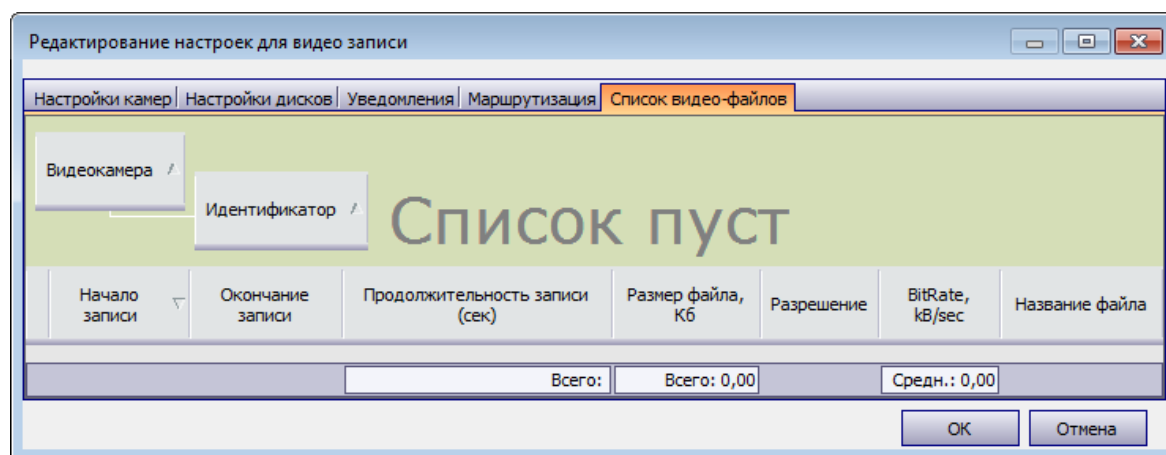 Редактирование настроек для видео записи
Настройки камер Настройки дисков Уведомления Маршрутизация Список видео-файлов
Видеокамера
Идентификатор
Список пуст
Начало записи
Окончание записи
Продолжительность записи (сек)
Размер файла, Кб
Разрешение
BitRate, kB/sec
Название файла
Всего: Всего: 0,00 Средн.: 0,00
ОК Отмена